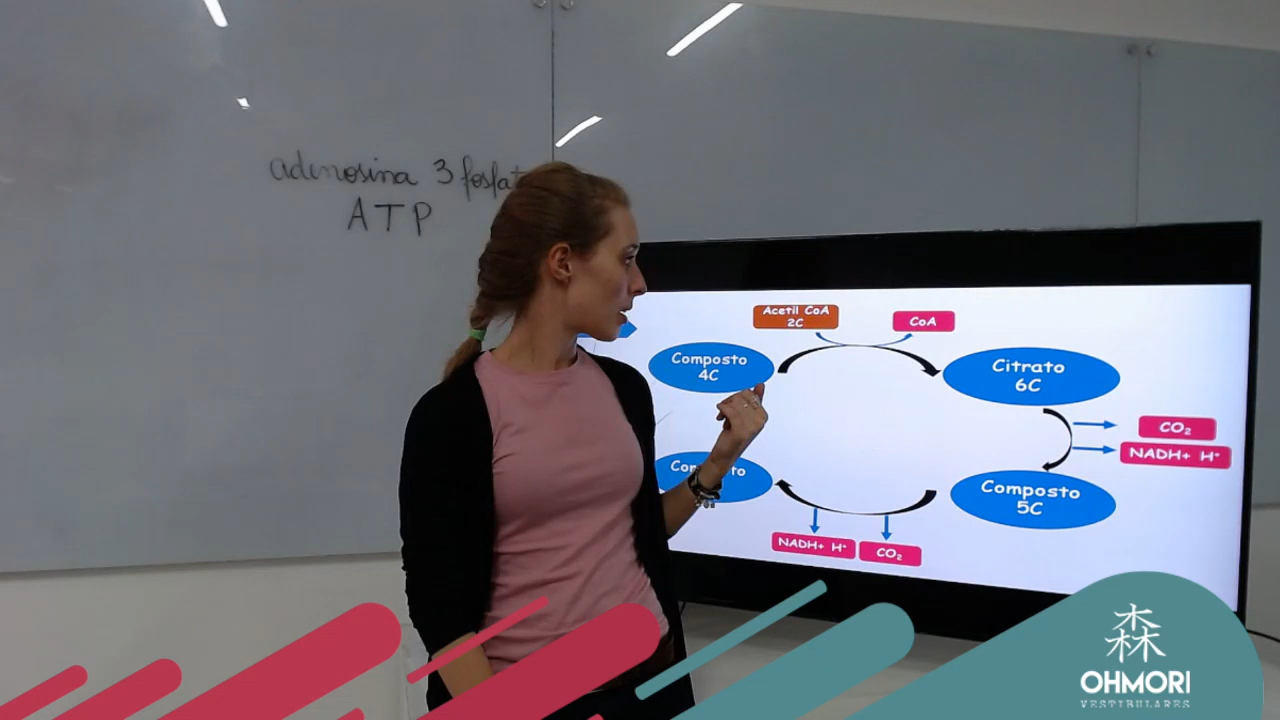 adenosina 3 fosfat
ATP
Acetil CoA
2C
CoA
Composto
4C
Citrato
6C
CO₂
NADH+ H⁺
Composto
5C
NADH+ H⁺
CO₂
森
OHMORI
VESTIBULARES